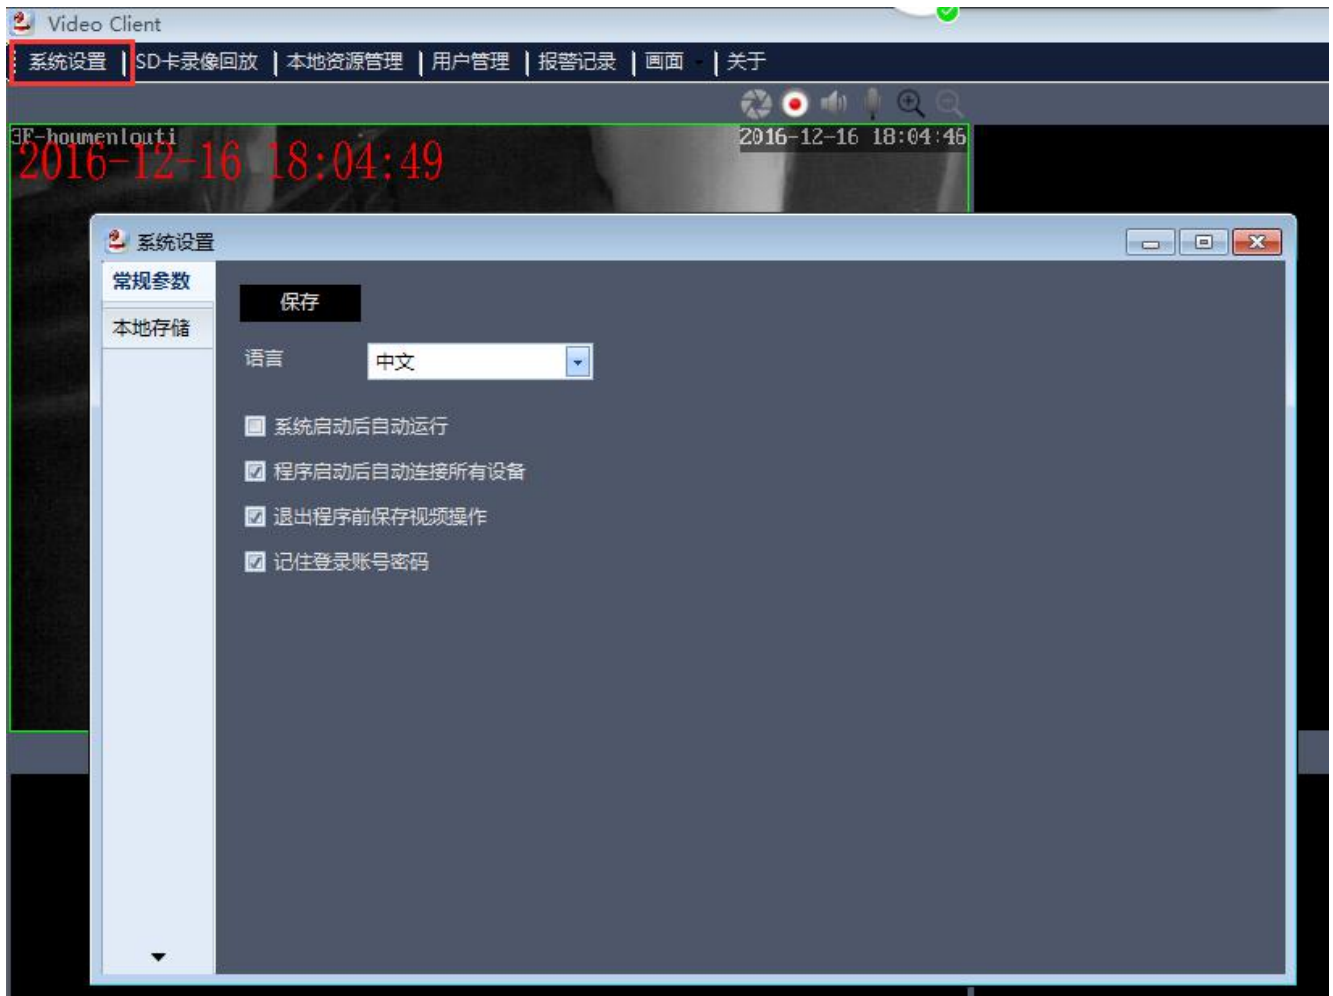 Video Client
系统设置 | SD卡录像回放 | 本地资源管理 | 用户管理 | 报警记录 | 画面 | 关于
3F-houmenlouti 2016-12-16 18:04:46
2016-12-16 18:04:49
系统设置
常规参数
保存
本地存储
语言 中文
系统启动后自动运行
程序启动后自动连接所有设备
退出程序前保存视频操作
记住登录账号密码